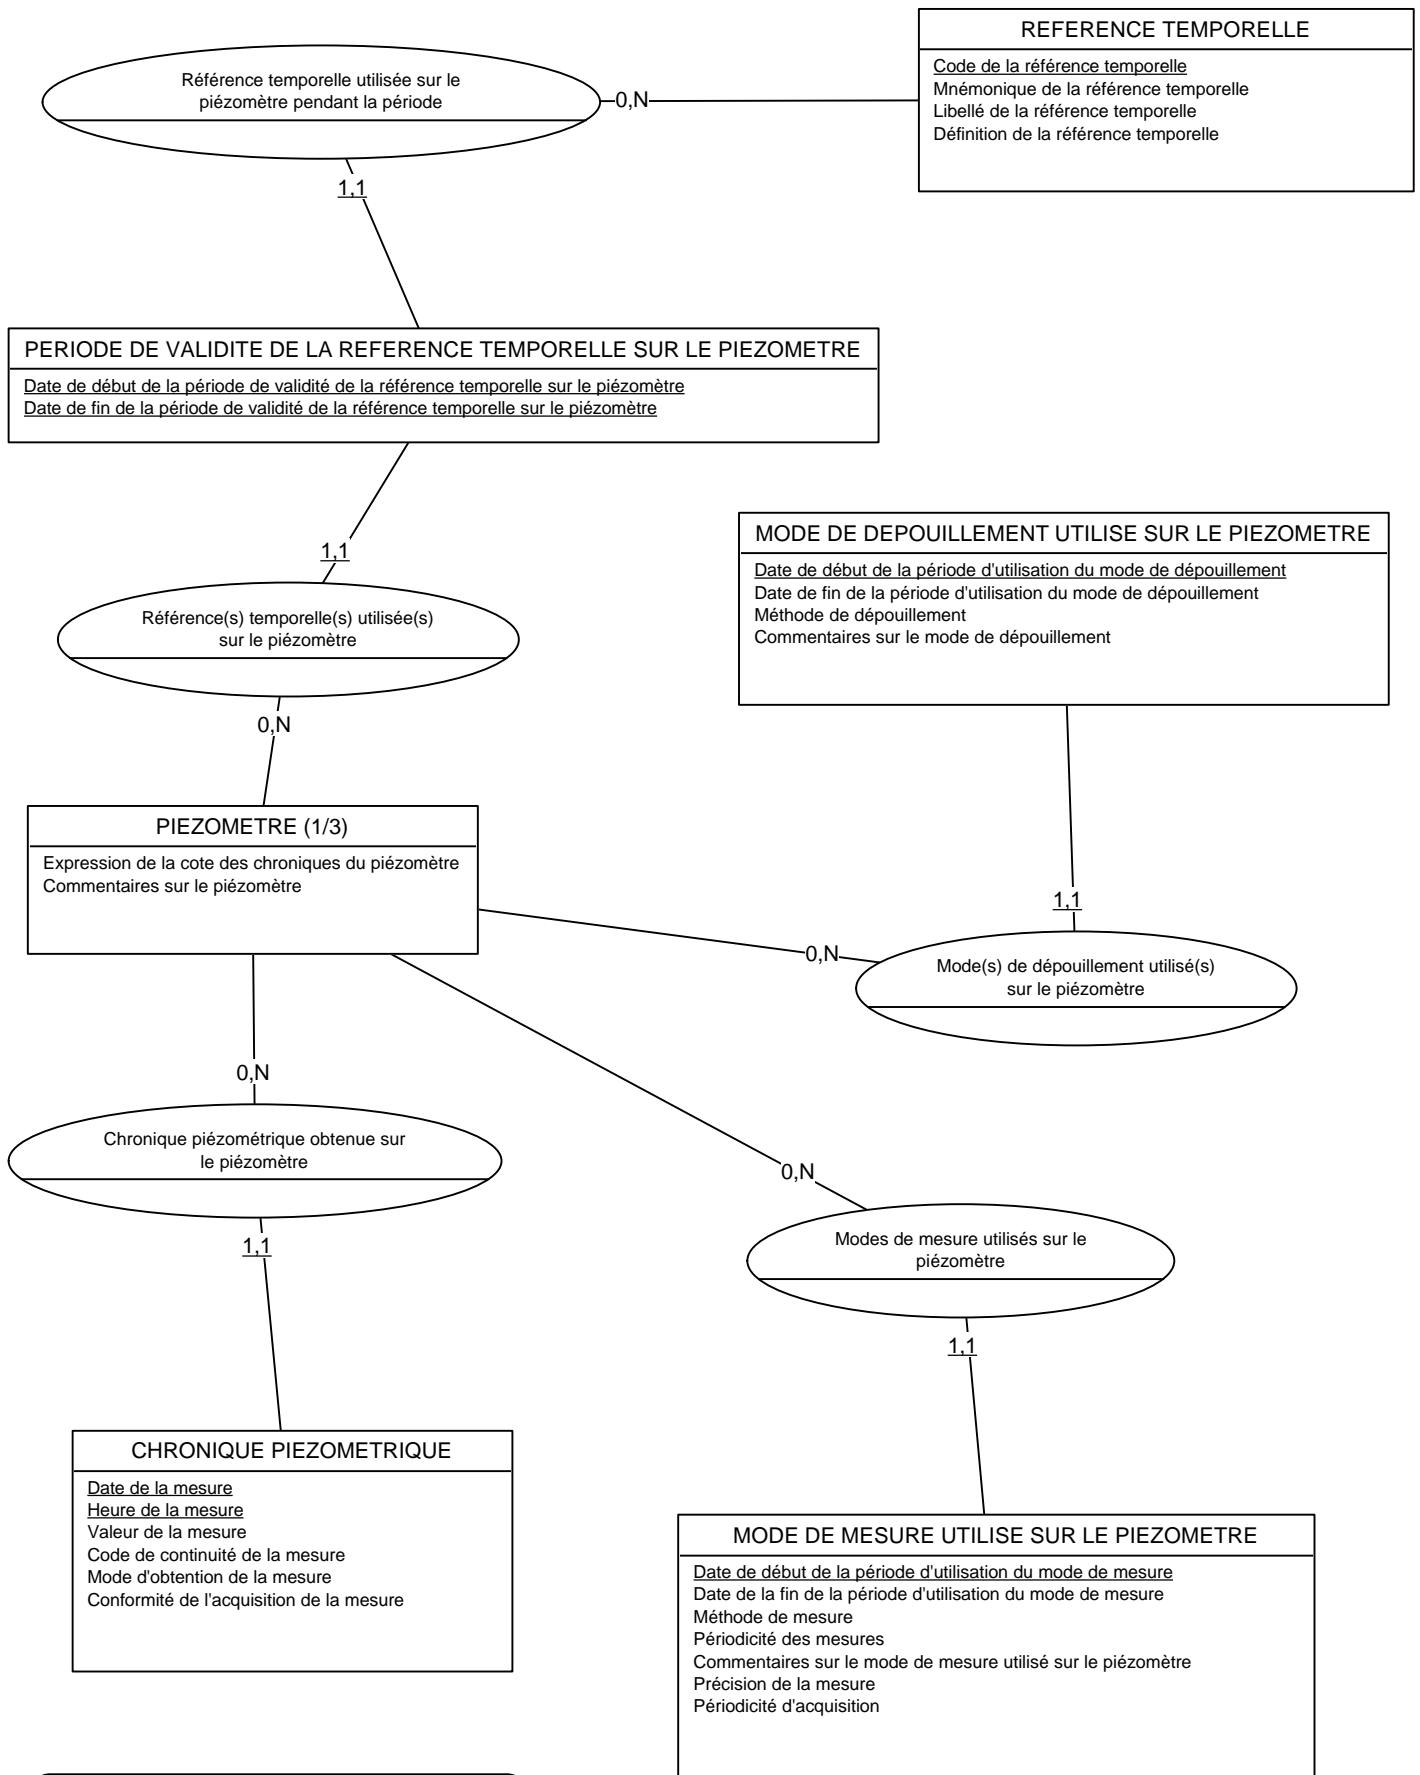 REFERENCE TEMPORELLE
Code de la référence temporelle
Mnémonique de la référence temporelle
Libellé de la référence temporelle
Définition de la référence temporelle
Référence temporelle utilisée sur le
piézomètre pendant la période
0,N
1,1
PERIODE DE VALIDITE DE LA REFERENCE TEMPORELLE SUR LE PIEZOMETRE
Date de début de la période de validité de la référence temporelle sur le piézomètre
Date de fin de la période de validité de la référence temporelle sur le piézomètre
1,1
Référence(s) temporelle(s) utilisée(s)
sur le piézomètre
0,N
MODE DE DEPOUILLEMENT UTILISE SUR LE PIEZOMETRE
Date de début de la période d'utilisation du mode de dépouillement
Date de fin de la période d'utilisation du mode de dépouillement
Méthode de dépouillement
Commentaires sur le mode de dépouillement
PIEZOMETRE (1/3)
Expression de la cote des chroniques du piézomètre
Commentaires sur le piézomètre
1,1
0,N
Mode(s) de dépouillement utilisé(s)
sur le piézomètre
0,N
Chronique piézométrique obtenue sur
le piézomètre
1,1
0,N
Modes de mesure utilisés sur le
piézomètre
1,1
CHRONIQUE PIEZOMETRIQUE
Date de la mesure
Heure de la mesure
Valeur de la mesure
Code de continuité de la mesure
Mode d'obtention de la mesure
Conformité de l'acquisition de la mesure
MODE DE MESURE UTILISE SUR LE PIEZOMETRE
Date de début de la période d'utilisation du mode de mesure
Date de la fin de la période d'utilisation du mode de mesure
Méthode de mesure
Périodicité des mesures
Commentaires sur le mode de mesure utilisé sur le piézomètre
Précision de la mesure
Périodicité d'acquisition